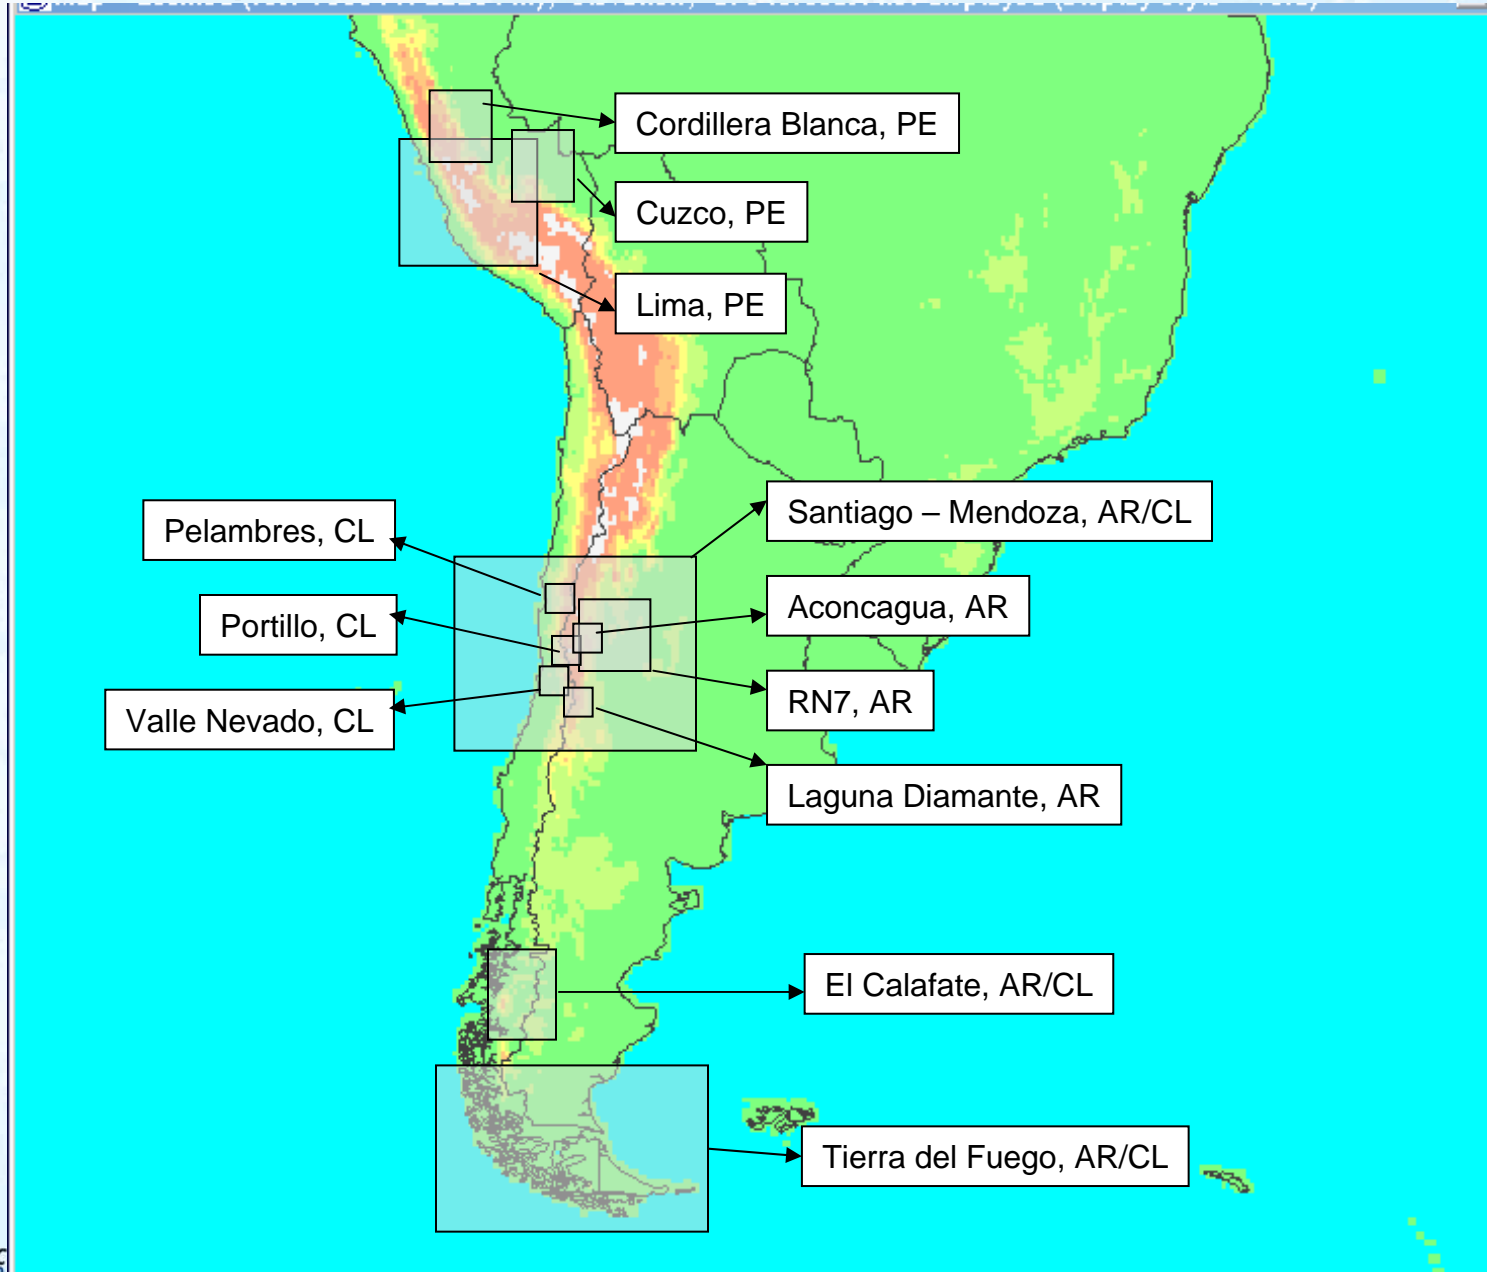 Cordillera Blanca, PE
Cuzco, PE
Lima, PE
Santiago – Mendoza, AR/CL
Pelambres, CL
Aconcagua, AR
Portillo, CL
RN7, AR
Valle Nevado, CL
Laguna Diamante, AR
El Calafate, AR/CL
Tierra del Fuego, AR/CL